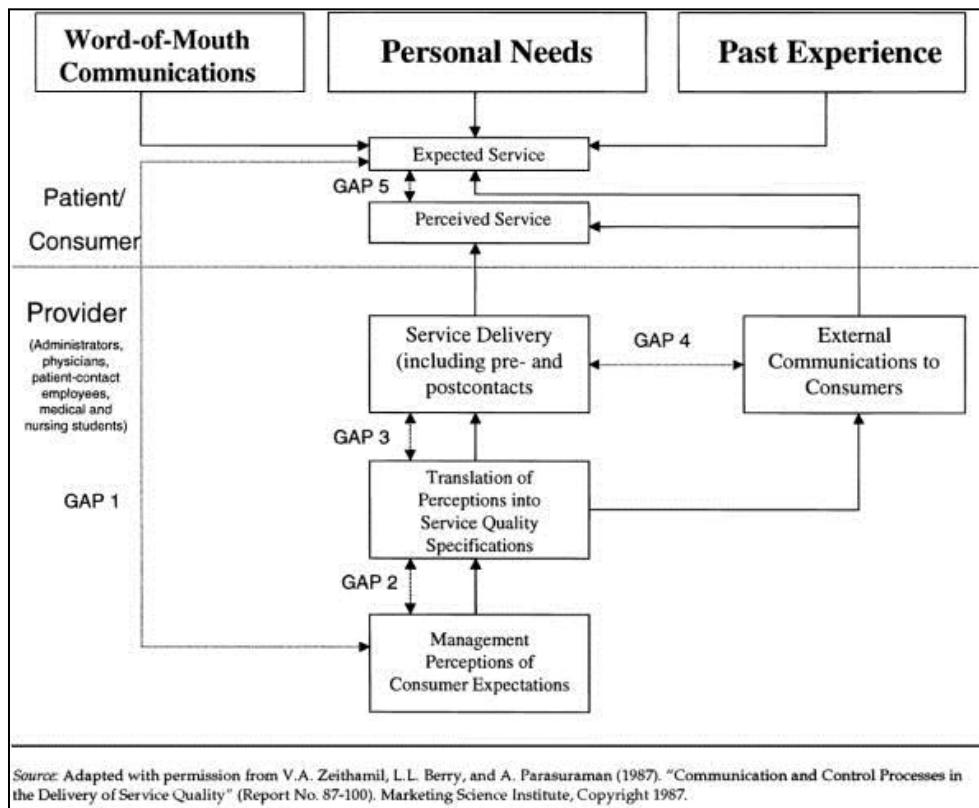 Word-of-Mouth
Communications
Personal Needs
Past Experience
Expected Service
GAP 5
Patient/
Consumer
Perceived Service
Provider
(Administrators,
physicians,
patient-contact
employees,
medical and
nursing students)
Service Delivery
(including pre- and
postcontacts
GAP 4
External
Communications to
Consumers
GAP 3
GAP 1
Translation of
Perceptions into
Service Quality
Specifications
GAP 2
Management
Perceptions of
Consumer Expectations
Source: Adapted with permission from V.A. Zeithamil, L.L. Berry, and A. Parasuraman (1987). "Communication and Control Processes in
the Delivery of Service Quality" (Report No. 87-100). Marketing Science Institute, Copyright 1987.